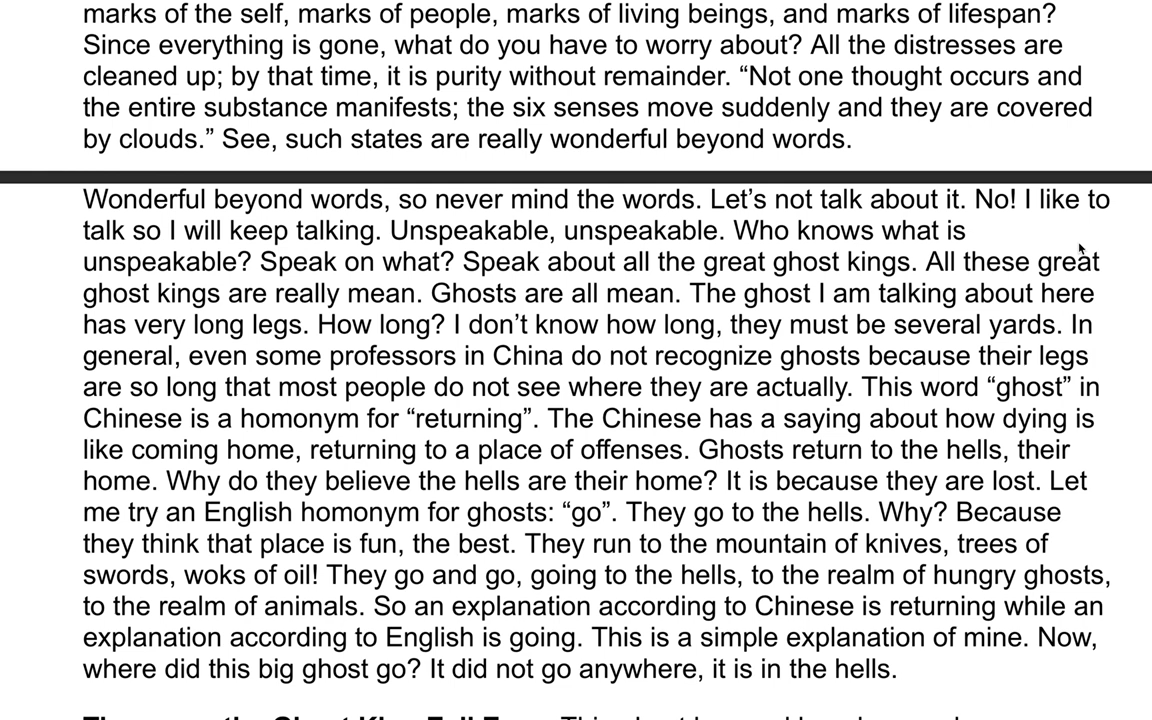 marks of the self, marks of people, marks of living beings, and marks of lifespan?
Since everything is gone, what do you have to worry about? All the distresses are
cleaned up; by that time, it is purity without remainder. “Not one thought occurs and
the entire substance manifests; the six senses move suddenly and they are covered
by clouds.” See, such states are really wonderful beyond words.
Wonderful beyond words, so never mind the words. Let’s not talk about it. No! I like to
talk so I will keep talking. Unspeakable, unspeakable. Who knows what is
unspeakable? Speak on what? Speak about all the great ghost kings. All these great
ghost kings are really mean. Ghosts are all mean. The ghost I am talking about here
has very long legs. How long? I don’t know how long, they must be several yards. In
general, even some professors in China do not recognize ghosts because their legs
are so long that most people do not see where they are actually. This word “ghost” in
Chinese is a homonym for “returning”. The Chinese has a saying about how dying is
like coming home, returning to a place of offenses. Ghosts return to the hells, their
home. Why do they believe the hells are their home? It is because they are lost. Let
me try an English homonym for ghosts: “go”. They go to the hells. Why? Because
they think that place is fun, the best. They run to the mountain of knives, trees of
swords, woks of oil! They go and go, going to the hells, to the realm of hungry ghosts,
to the realm of animals. So an explanation according to Chinese is returning while an
explanation according to English is going. This is a simple explanation of mine. Now,
where did this big ghost go? It did not go anywhere, it is in the hells.